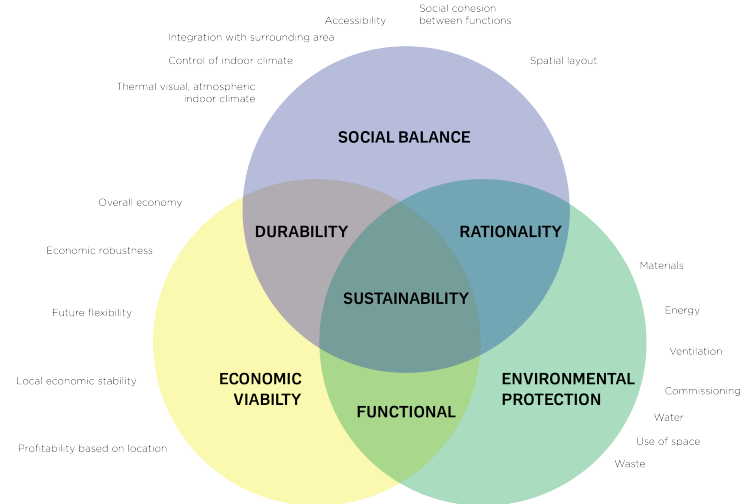 Social cohesion
between functions
Accessibility
Integration with surrounding area
Control of indoor climate
Spatial layout
Thermal visual, atmospheric
indoor climate
SOCIAL BALANCE
Overall economy
DURABILITY
RATIONALITY
Economic robustness
Materials
SUSTAINABILITY
Future flexibility
Energy
Ventilation
Local economic stability
ECONOMIC
VIABILTY
ENVIRONMENTAL
PROTECTION
Commissioning
FUNCTIONAL
Water
Use of space
Profitability based on location
Waste